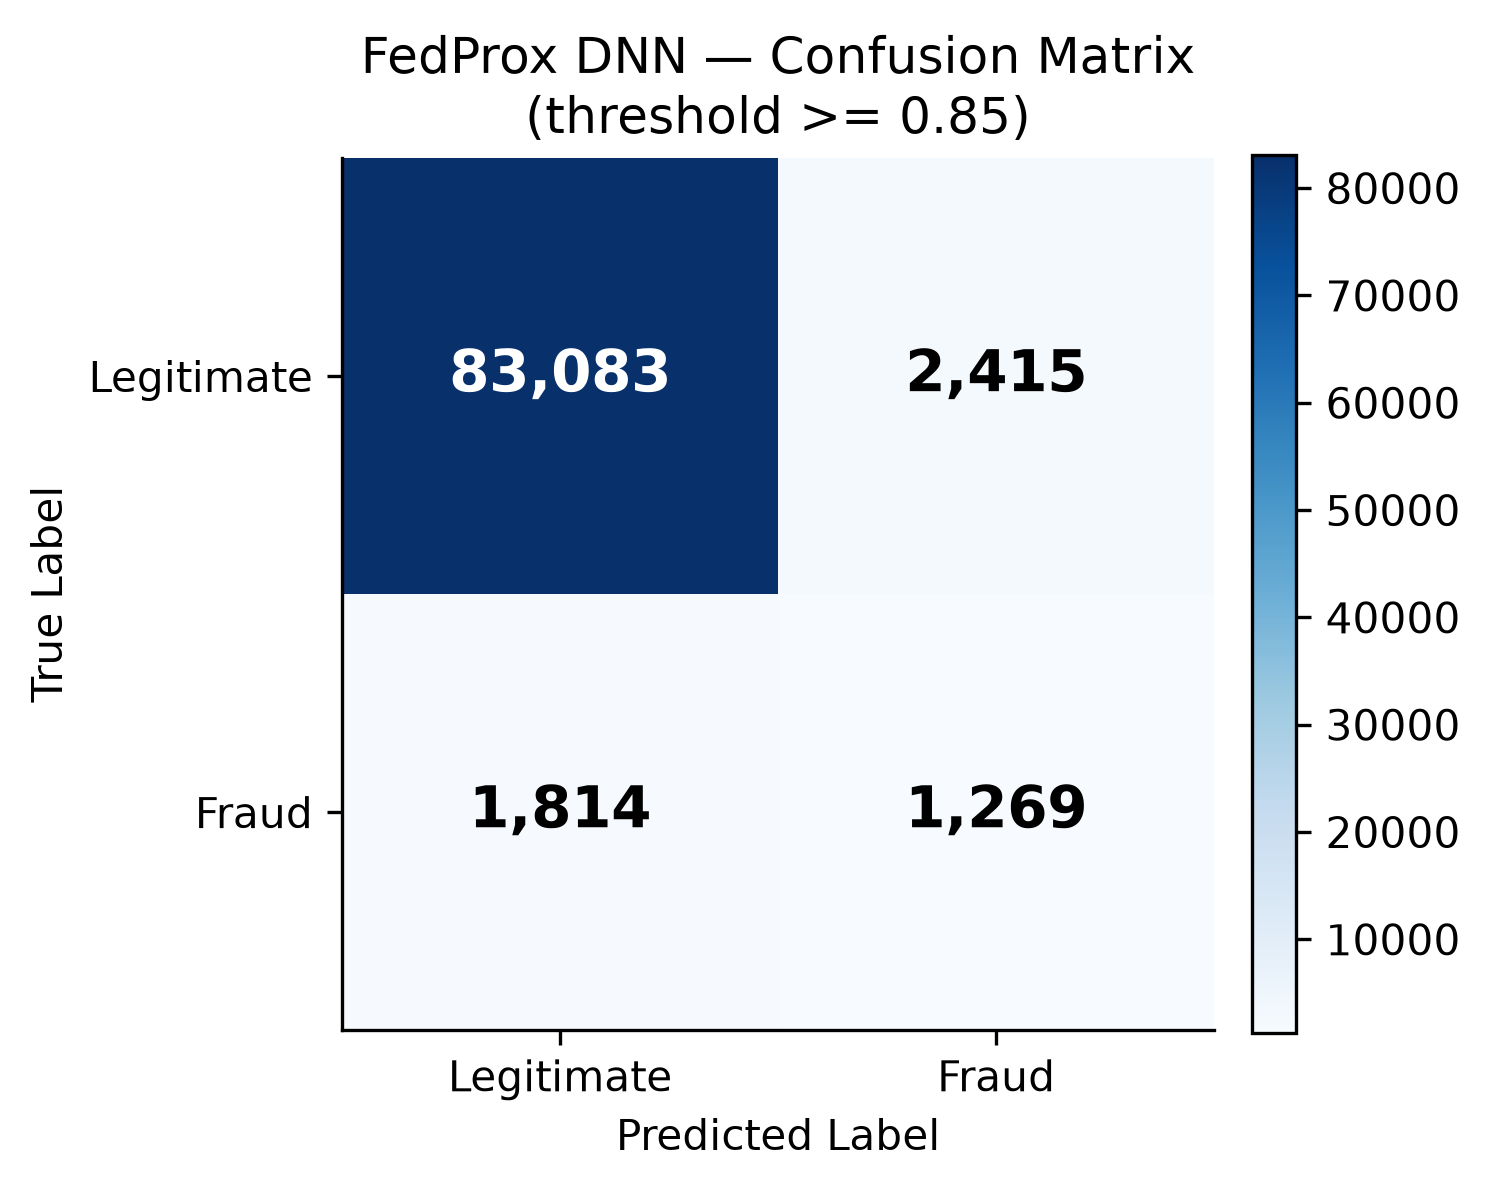 FedProx DNN — Confusion Matrix
(threshold >= 0.85)
True Label
Legitimate
Fraud
83,083
2,415
1,814
1,269
Legitimate
Fraud
Predicted Label
80000
70000
60000
50000
40000
30000
20000
10000